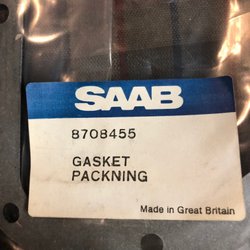 SAAB
8708455
GASKET
PACKNING
Made in Great Britain